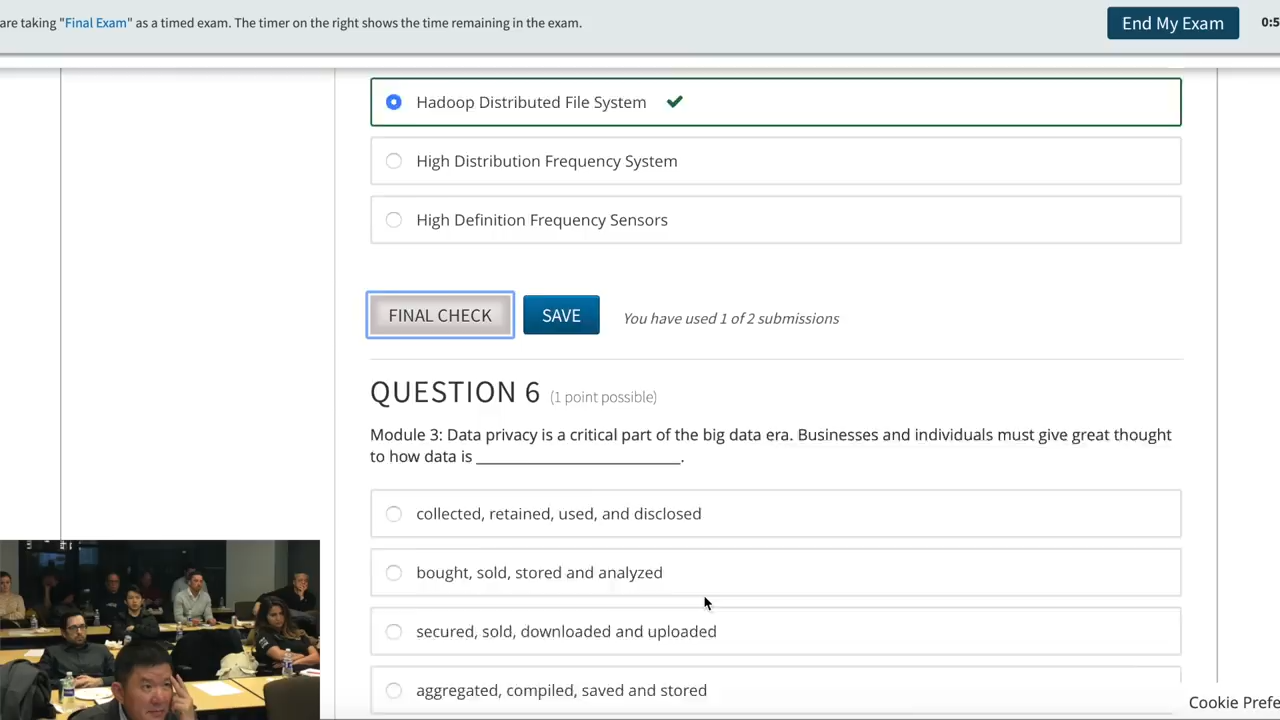 are taking "Final Exam" as a timed exam. The timer on the right shows the time remaining in the exam.
End My Exam
0:5
Hadoop Distributed File System
High Distribution Frequency System
High Definition Frequency Sensors
FINAL CHECK
SAVE
You have used 1 of 2 submissions
QUESTION 6 (1 point possible)
Module 3: Data privacy is a critical part of the big data era. Businesses and individuals must give great thought
to how data is ______________________.
collected, retained, used, and disclosed
bought, sold, stored and analyzed
secured, sold, downloaded and uploaded
aggregated, compiled, saved and stored
Cookie Prefe